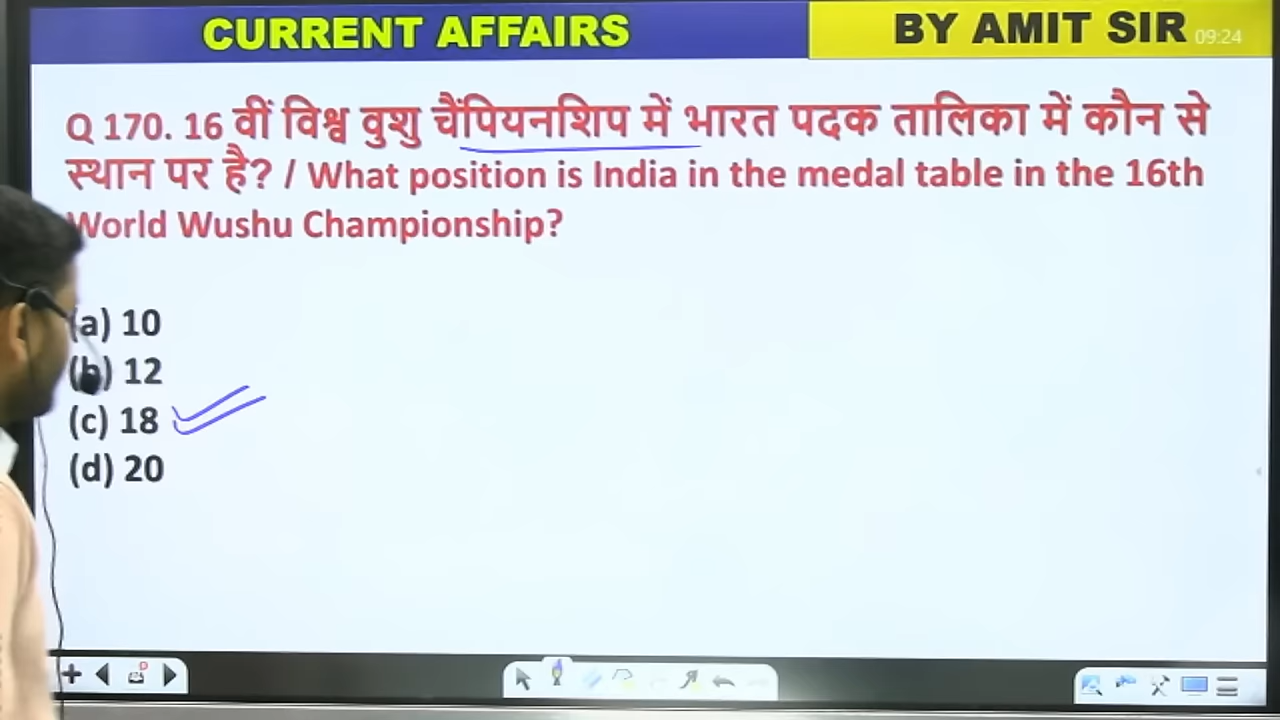 CURRENT AFFAIRS
BY AMIT SIR
09:24
Q 170. 16 वीं विश्व वुशु चैंपियनशिप में भारत पदक तालिका में कौन से
स्थान पर है? / What position is India in the medal table in the 16th
World Wushu Championship?
(a) 10
(b) 12
(c) 18
(d) 20